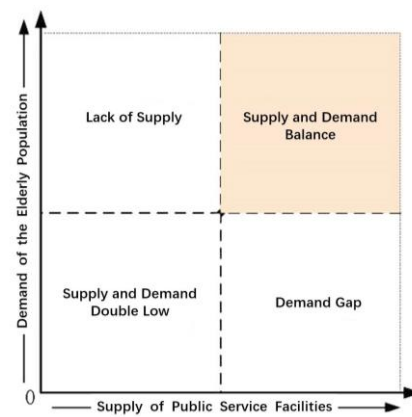 Demand of the Elderly Population
Lack of Supply
Supply and Demand
Balance
Supply and Demand
Double Low
Demand Gap
0
Supply of Public Service Facilities